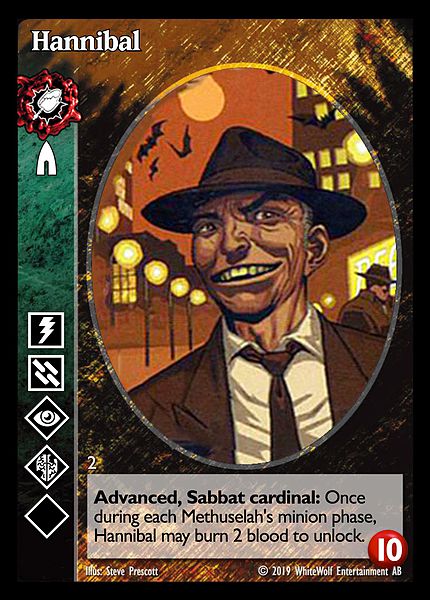 Hannibal
2
Advanced, Sabbat cardinal: Once
during each Methuselah's minion phase,
Hannibal may burn 2 blood to unlock.
10
Illus: Steve Prescott
© 2019 WhiteWolf Entertainment AB